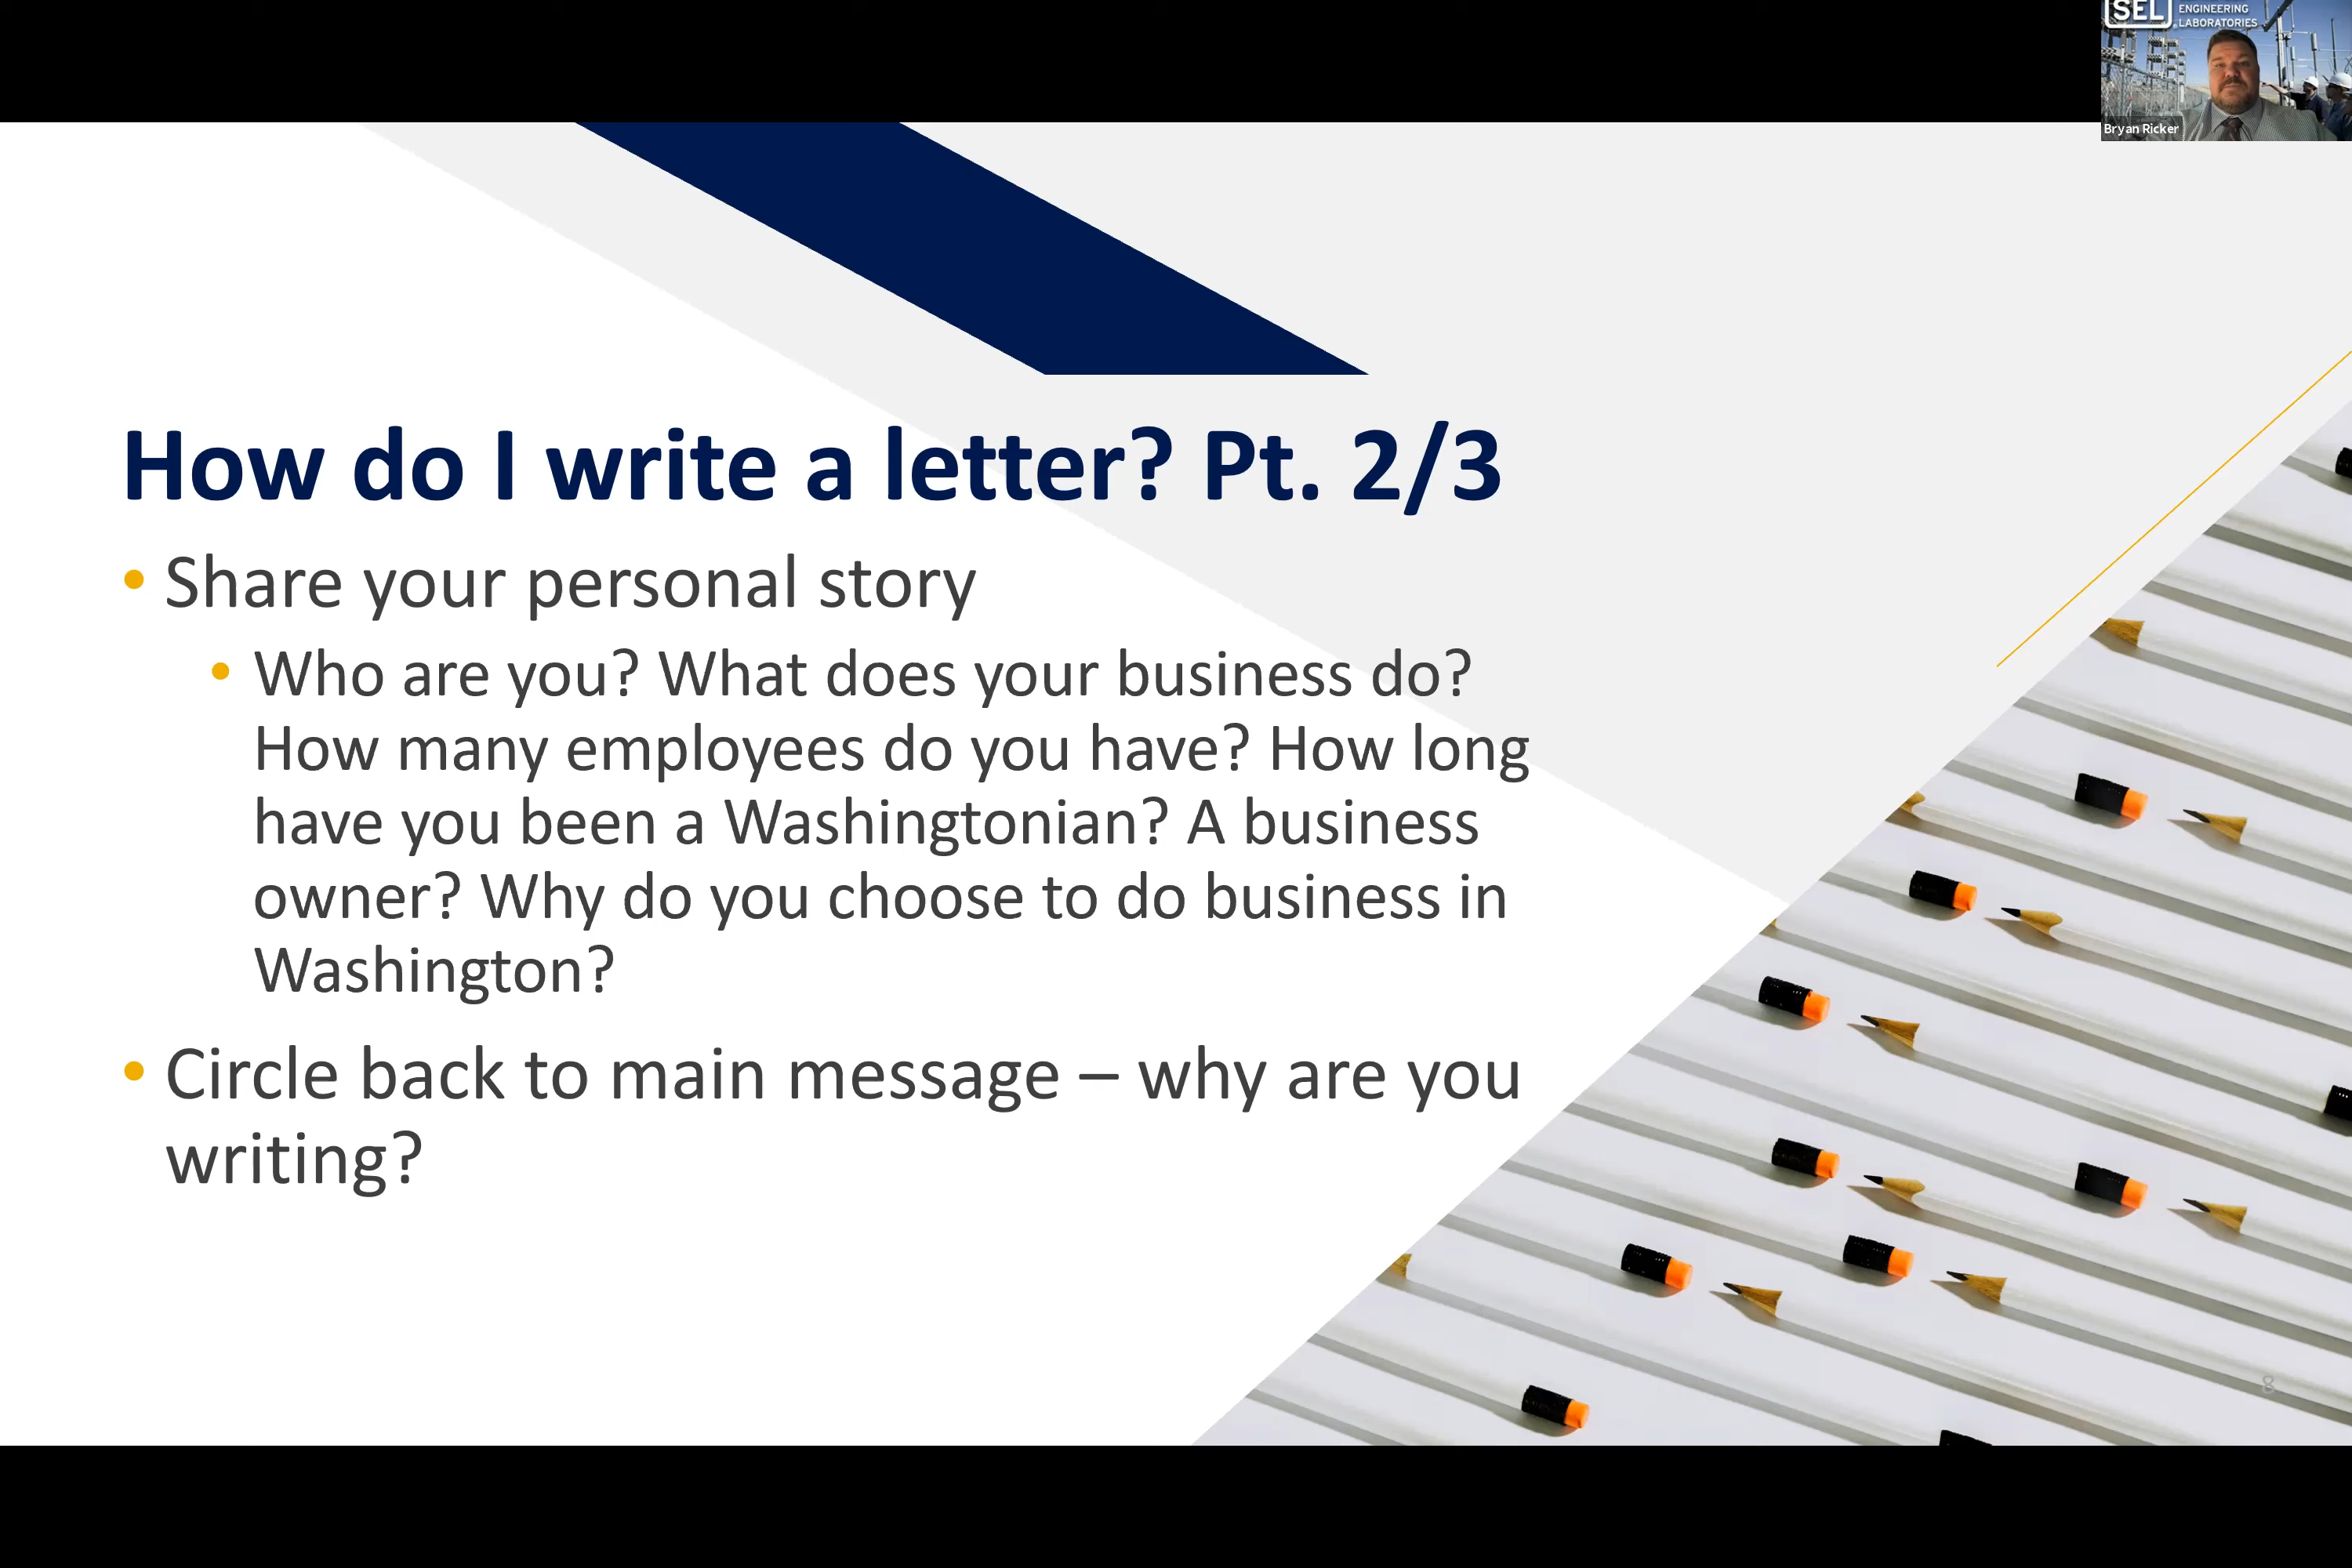 SEL ENGINEERING
LABORATORIES
Bryan Ricker
How do I write a letter? Pt. 2/3
• Share your personal story
• Who are you? What does your business do?
How many employees do you have? How long
have you been a Washingtonian? A business
owner? Why do you choose to do business in
Washington?
• Circle back to main message – why are you
writing?
8